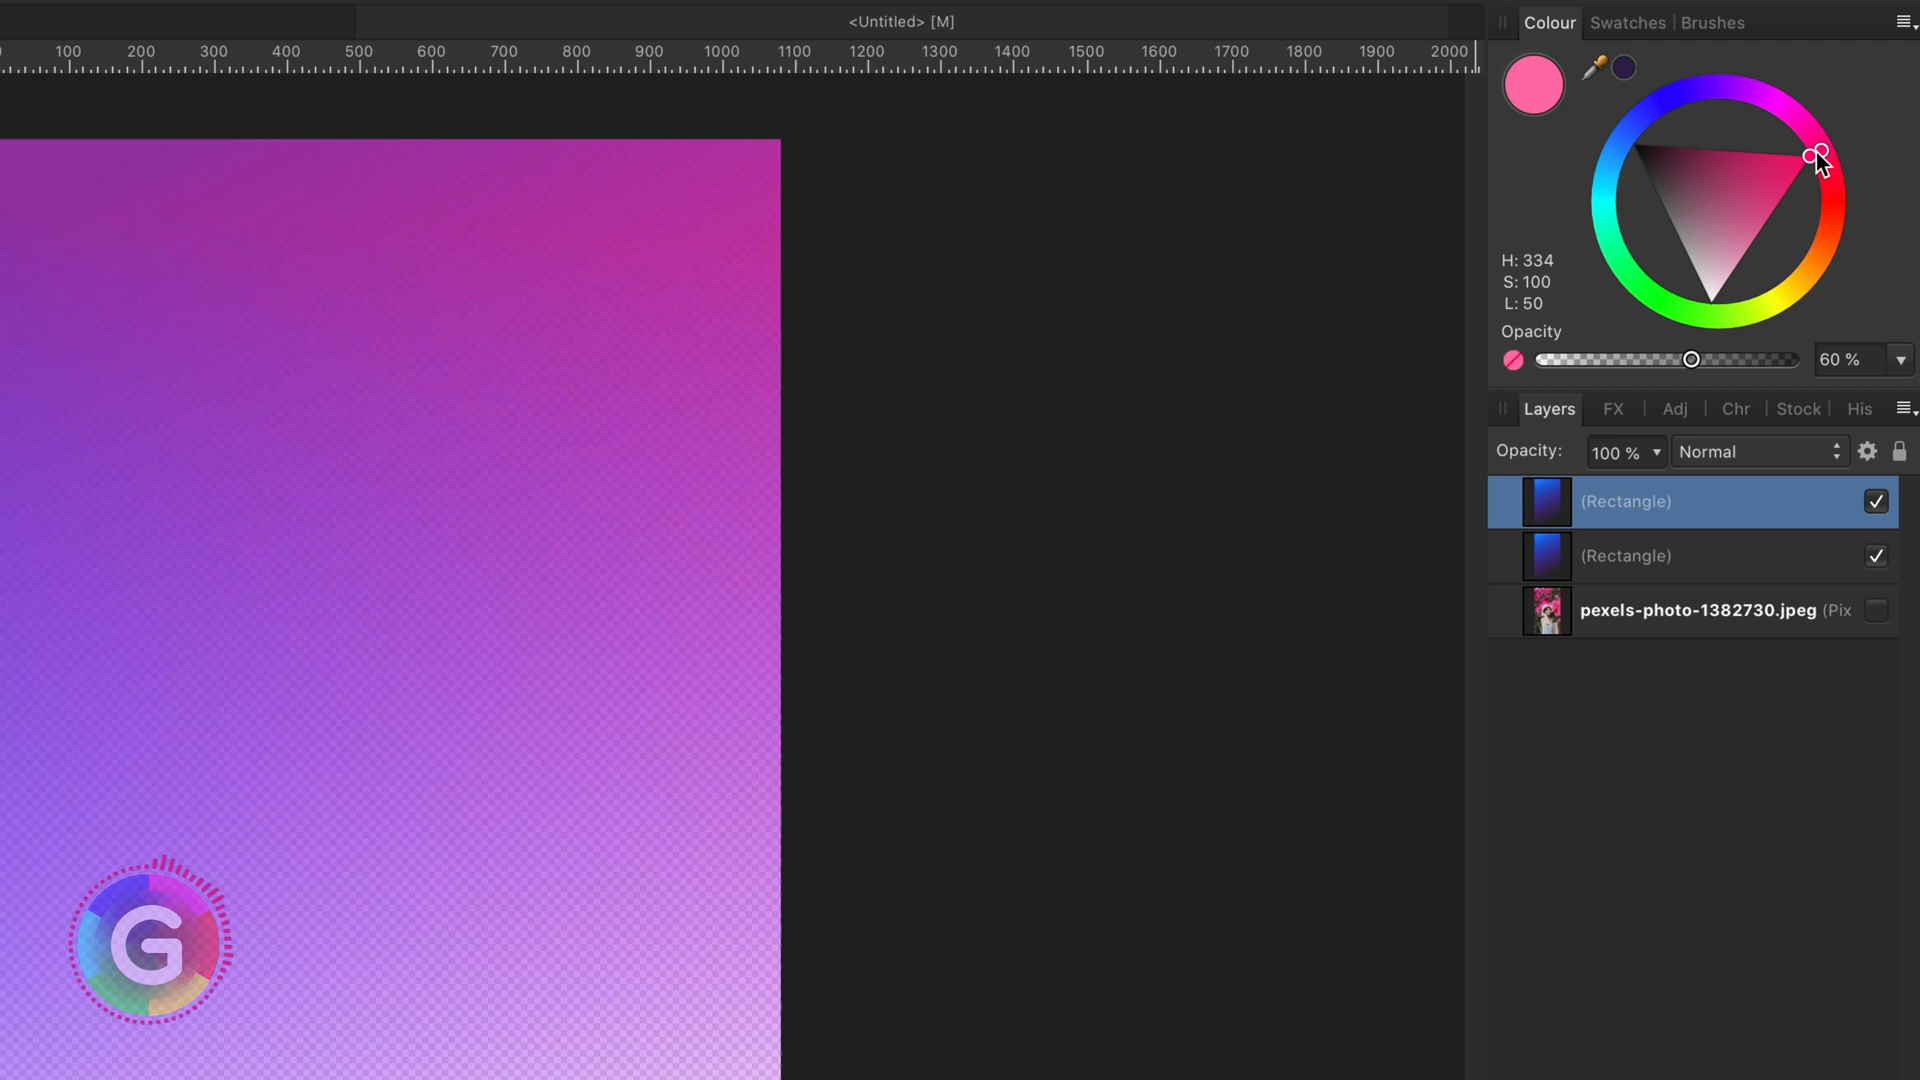 <Untitled> [M]
Colour Swatches Brushes
0 100 200 300 400 500 600 700 800 900 1000 1100 1200 1300 1400 1500 1600 1700 1800 1900 2000
H: 334
S: 100
L: 50
Opacity
60 %
Layers FX Adj Chr Stock His
Opacity: 100 % Normal
(Rectangle)
(Rectangle)
pexels-photo-1382730.jpeg (Pix
G